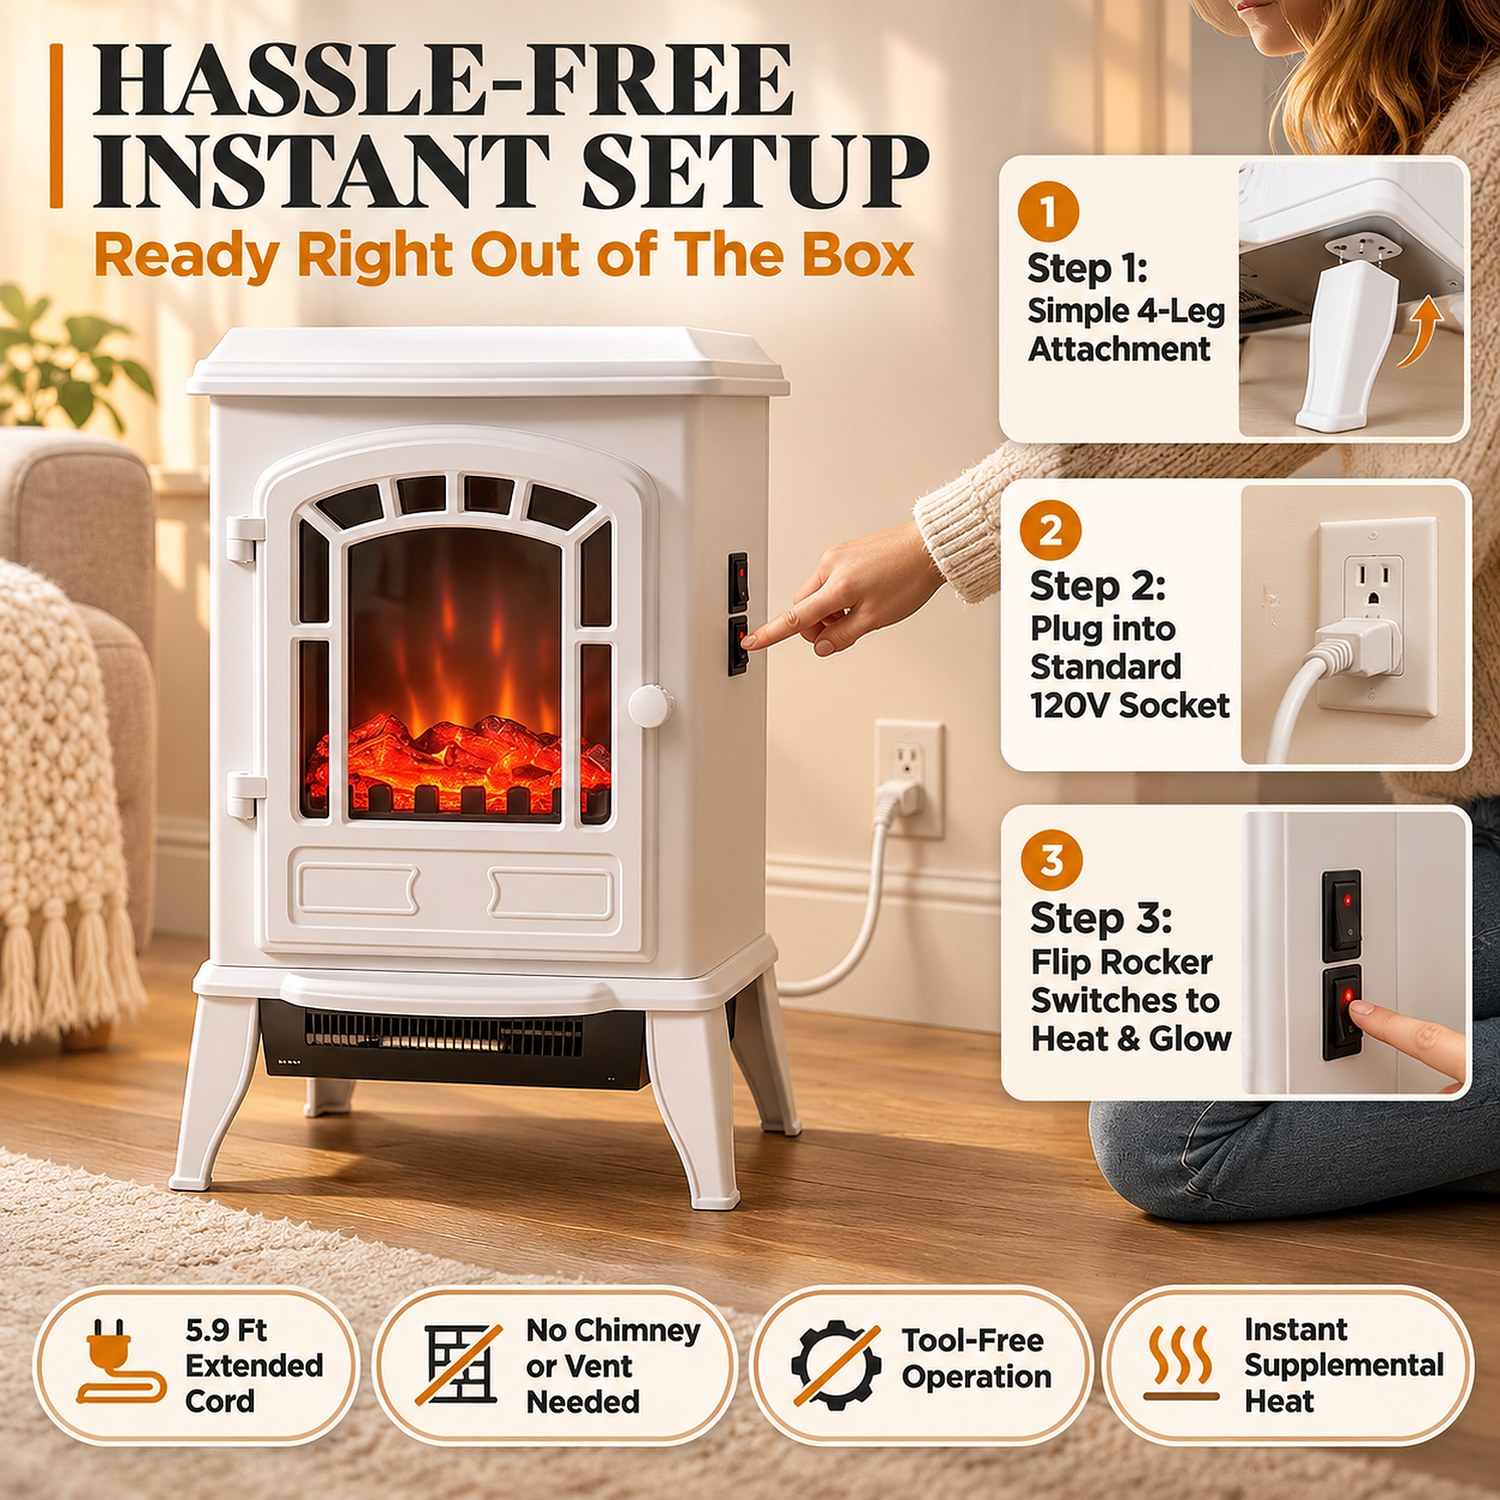 HASSLE-FREE
INSTANT SETUP
Ready Right Out of The Box
1
Step 1:
Simple 4-Leg
Attachment
2
Step 2:
Plug into
Standard
120V Socket
3
Step 3:
Flip Rocker
Switches to
Heat & Glow
5.9 Ft
Extended
Cord
No Chimney
or Vent
Needed
Tool-Free
Operation
Instant
Supplemental
Heat